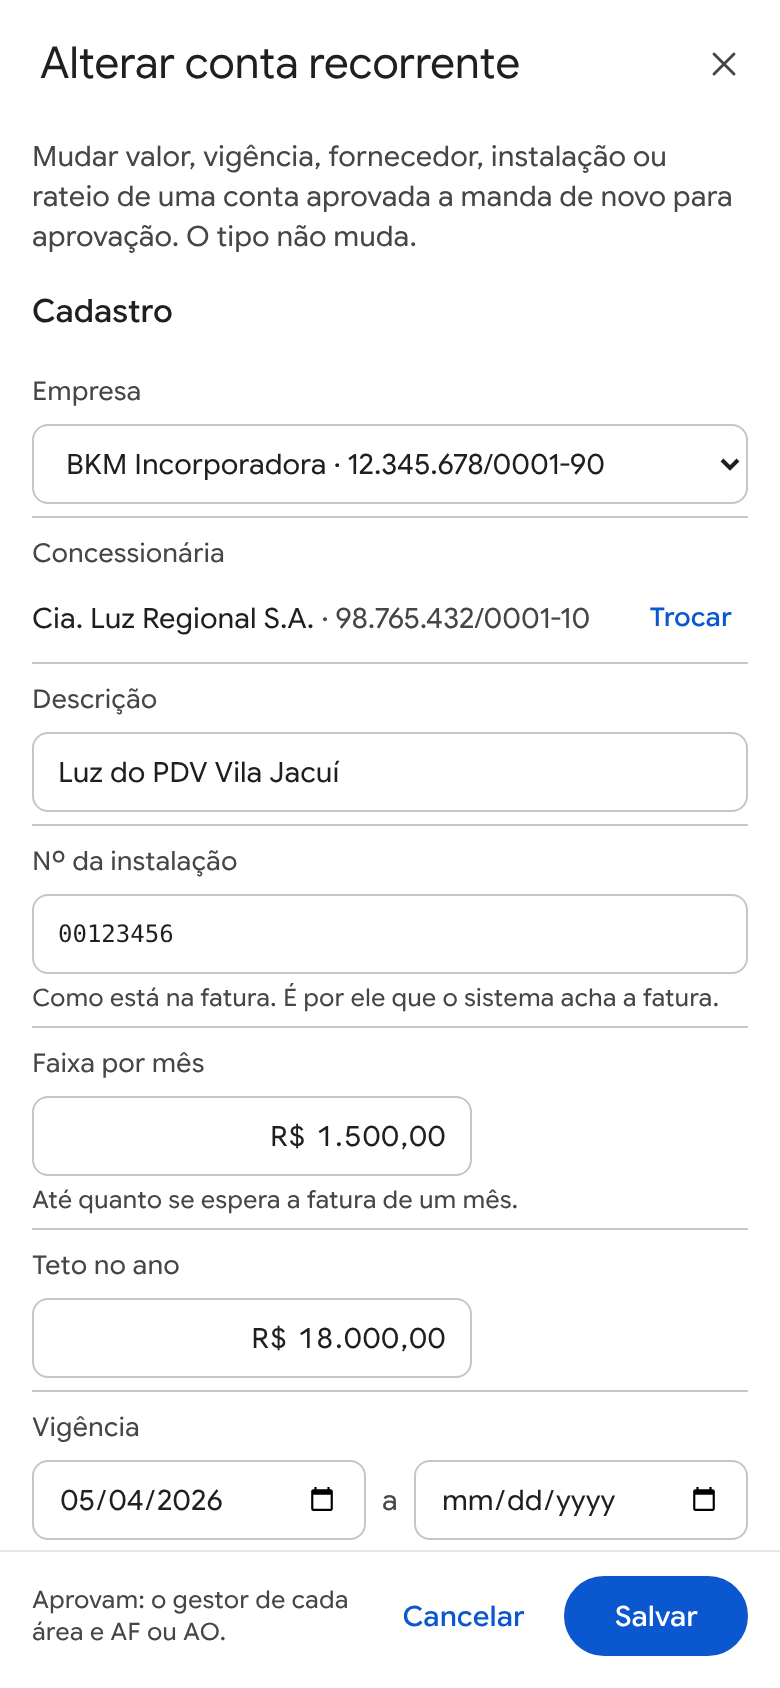 Alterar conta recorrente
Mudar valor, vigência, fornecedor, instalação ou
rateio de uma conta aprovada a manda de novo para
aprovação. O tipo não muda.
Cadastro
Empresa
BKM Incorporadora · 12.345.678/0001-90
Concessionária
Cia. Luz Regional S.A. · 98.765.432/0001-10 Trocar
Descrição
Luz do PDV Vila Jacuí
Nº da instalação
00123456
Como está na fatura. É por ele que o sistema acha a fatura.
Faixa por mês
R$ 1.500,00
Até quanto se espera a fatura de um mês.
Teto no ano
R$ 18.000,00
Vigência
05/04/2026 a mm/dd/yyyy
Aprovam: o gestor de cada
área e AF ou AO.
Cancelar Salvar